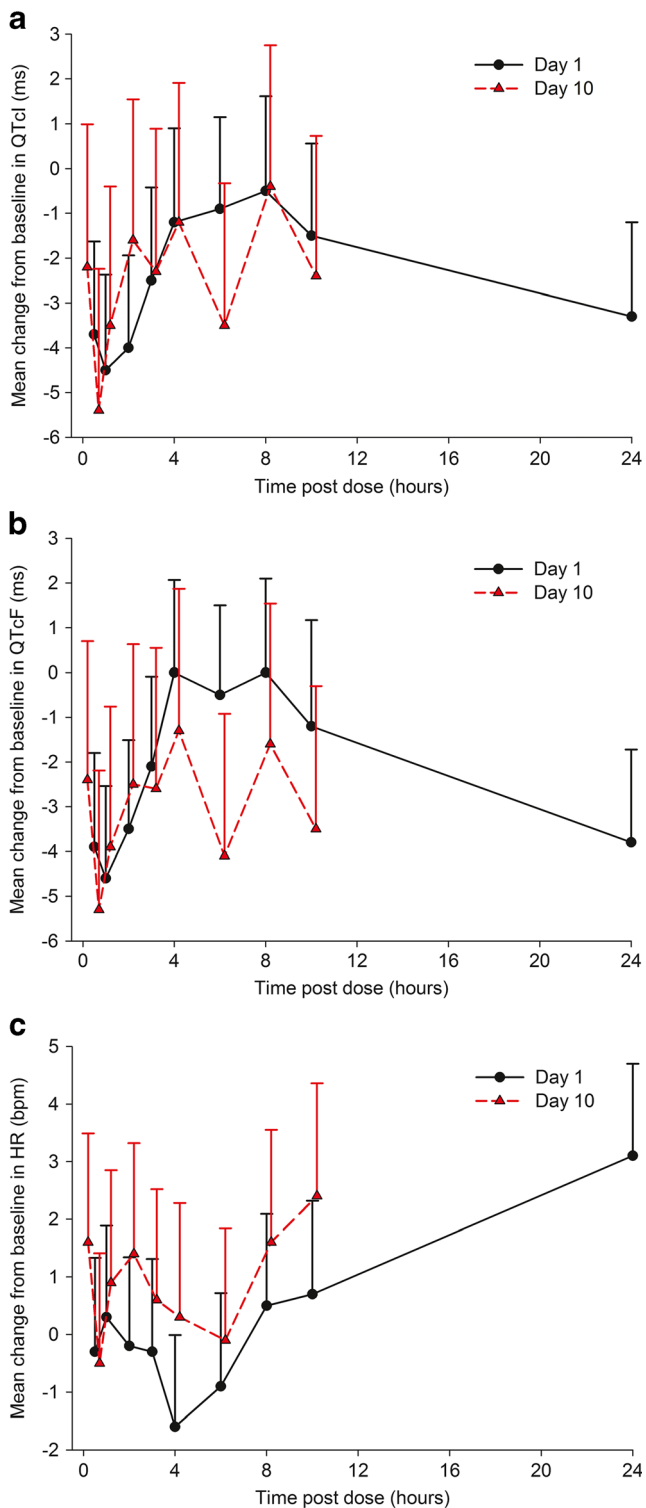 a
Mean change from baseline in QTcI (ms)
3
2
1
0
-1
-2
-3
-4
-5
-6
Day 1
Day 10
0 4 8 12 16 20 24
Time post dose (hours)
b
Mean change from baseline in QTcF (ms)
3
2
1
0
-1
-2
-3
-4
-5
-6
Day 1
Day 10
0 4 8 12 16 20 24
Time post dose (hours)
c
Mean change from baseline in HR (bpm)
5
4
3
2
1
0
-1
-2
Day 1
Day 10
0 4 8 12 16 20 24
Time post dose (hours)